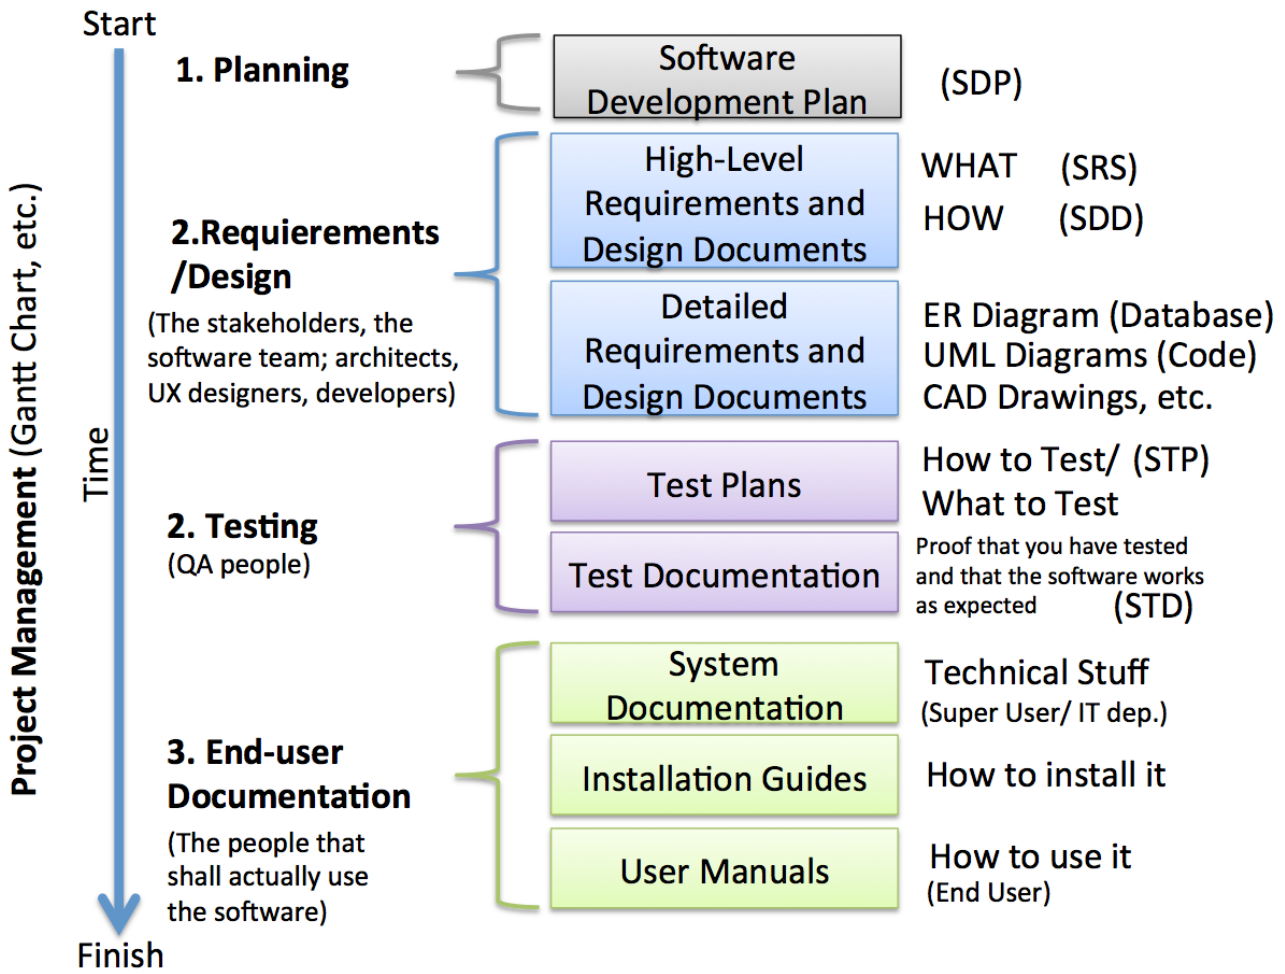 Start
1. Planning
Software
Development Plan
(SDP)
High-Level
Requirements and
Design Documents
WHAT (SRS)
HOW (SDD)
2.Requierements
/Design
(The stakeholders, the
software team; architects,
UX designers, developers)
Detailed
Requirements and
Design Documents
ER Diagram (Database)
UML Diagrams (Code)
CAD Drawings, etc.
Project Management (Gantt Chart, etc.)
Time
2. Testing
(QA people)
Test Plans
How to Test/ (STP)
What to Test
Test Documentation
Proof that you have tested
and that the software works
as expected (STD)
3. End-user
Documentation
(The people that
shall actually use
the software)
System
Documentation
Technical Stuff
(Super User/ IT dep.)
Installation Guides
How to install it
User Manuals
How to use it
(End User)
Finish